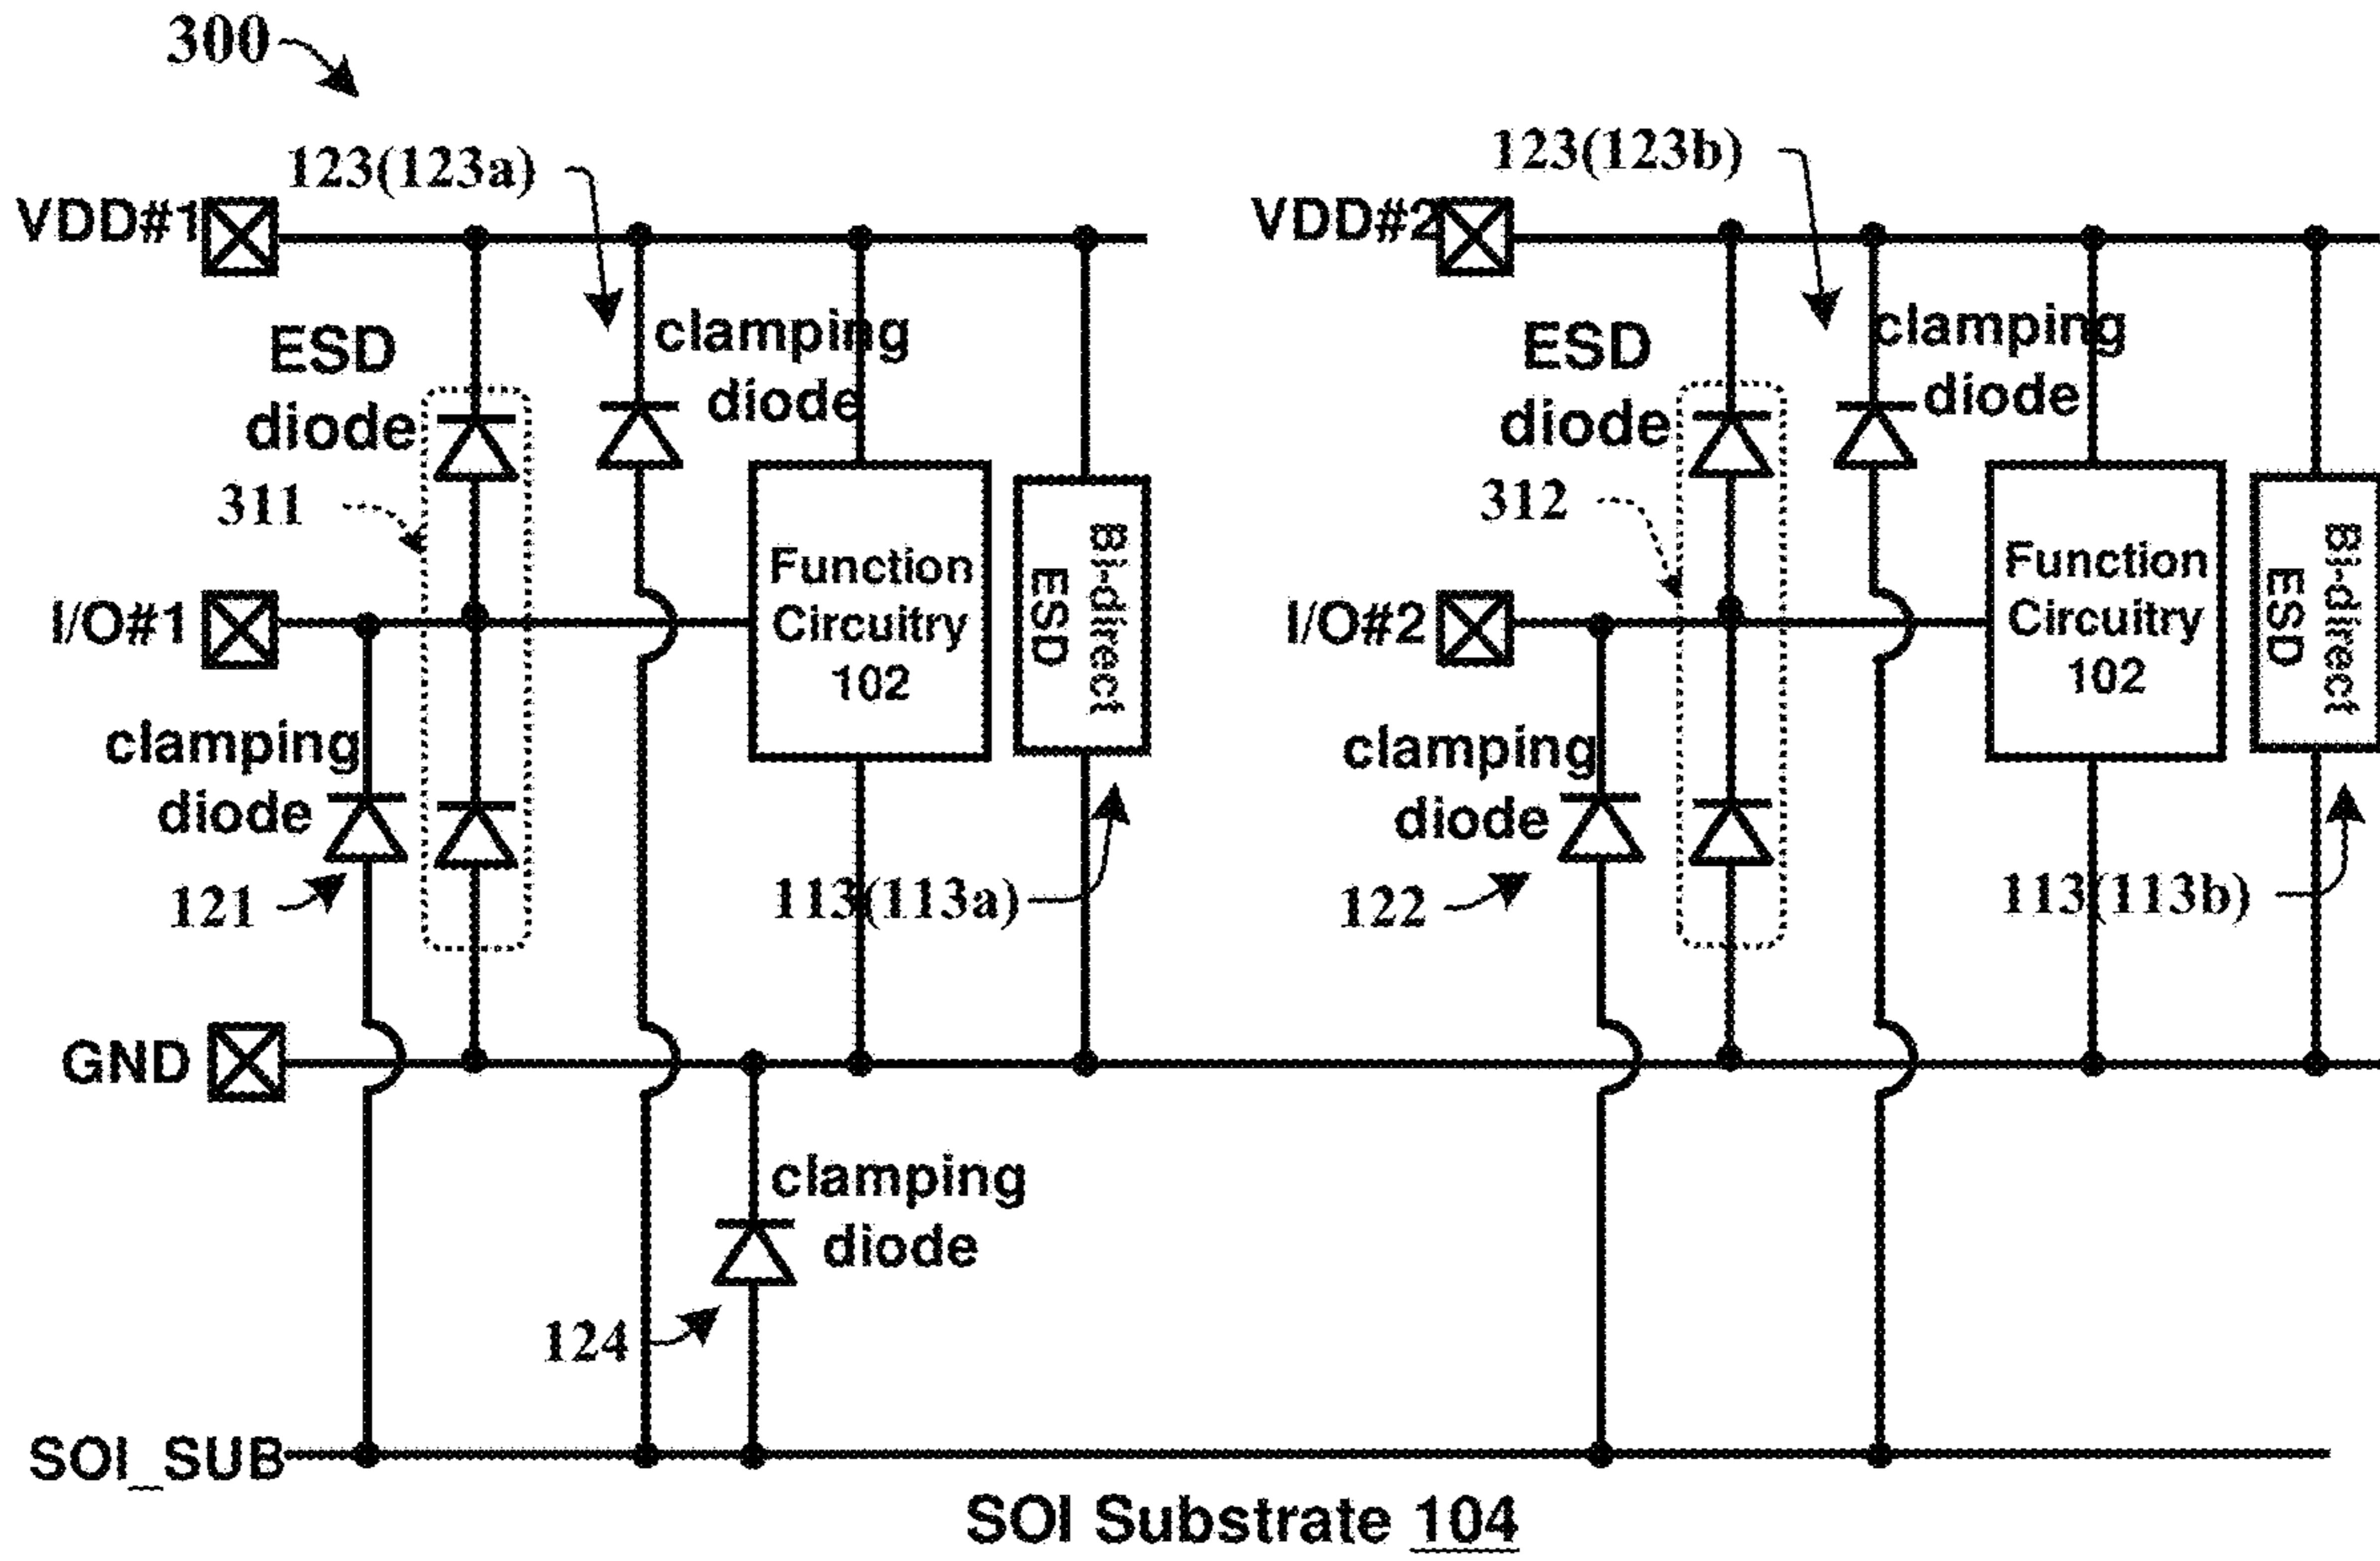 300
123(123a)
123(123b)
VDD#1
VDD#2
ESD
diode
clamping
diode
ESD
diode
clamping
diode
311
312
I/O#1
Function
Circuitry
102
Bi-direct
ESD
I/O#2
Function
Circuitry
102
Bi-direct
ESD
clamping
diode
121
113(113a)
clamping
diode
122
113(113b)
GND
clamping
diode
124
SOI_SUB
SOI Substrate 104